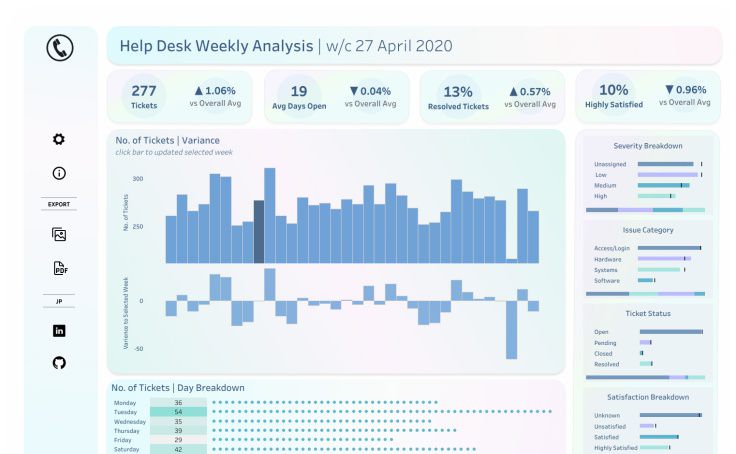 Help Desk Weekly Analysis | w/c 27 April 2020
277
Tickets
▲ 1.06%
vs Overall Avg
19
Avg Days Open
▼ 0.04%
vs Overall Avg
13%
Resolved Tickets
▲ 0.57%
vs Overall Avg
10%
Highly Satisfied
▼ 0.96%
vs Overall Avg
EXPORT
PDF
JP
in
No. of Tickets | Variance
click bar to updated selected week
No. of Tickets
300
250
Variance to Selected Week
0
-50
No. of Tickets | Day Breakdown
Monday 36
Tuesday 54
Wednesday 35
Thursday 39
Friday 29
Saturday 42
Severity Breakdown
Unassigned
Low
Medium
High
Issue Category
Access/Login
Hardware
Systems
Software
Ticket Status
Open
Pending
Closed
Resolved
Satisfaction Breakdown
Unknown
Unsatisfied
Satisfied
Highly Satisfied